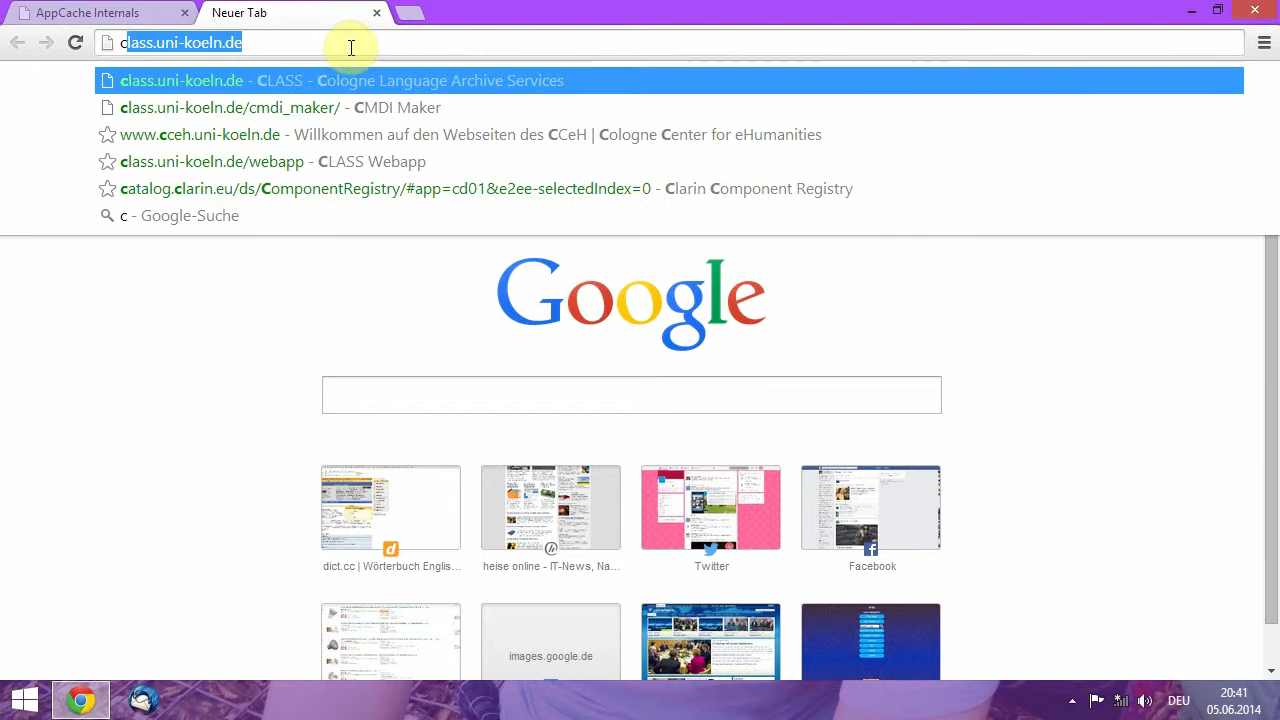 AppCache Internals
Neuer Tab
class.uni-koeln.de
class.uni-koeln.de - CLASS - Cologne Language Archive Services
class.uni-koeln.de/cmdi_maker/ - CMDI Maker
www.cceh.uni-koeln.de - Willkommen auf den Webseiten des CCeH | Cologne Center for eHumanities
class.uni-koeln.de/webapp - CLASS Webapp
catalog.clarin.eu/ds/ComponentRegistry/#app=cd01&e2ee-selectedIndex=0 - Clarin Component Registry
c - Google-Suche
Google
dict.cc | Wörterbuch Englis...
heise online - IT-News, Na...
Twitter
Facebook
DEU
20:41
05.06.2014